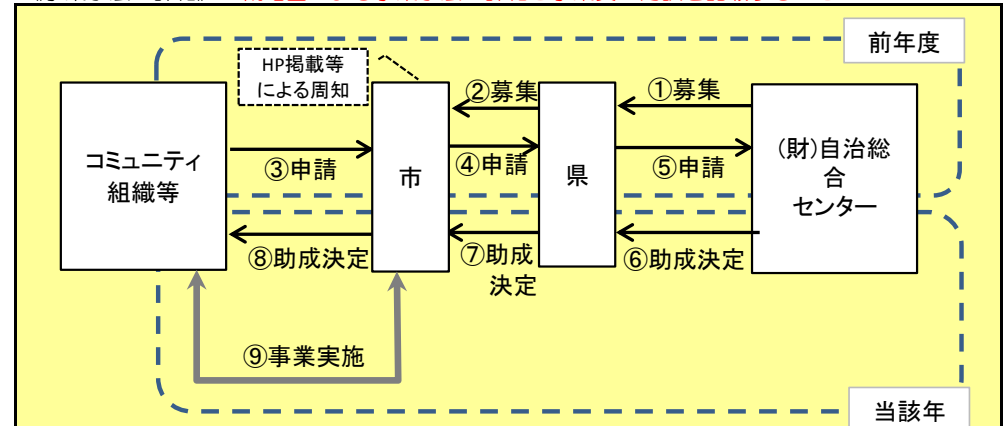 前年度
HP掲載等
による周知
②募集
①募集
コミュニティ
組織等
③申請
市
④申請
県
⑤申請
(財)自治総
合
センター
⑧助成決定
⑦助成
決定
⑥助成決定
⑨事業実施
当該年